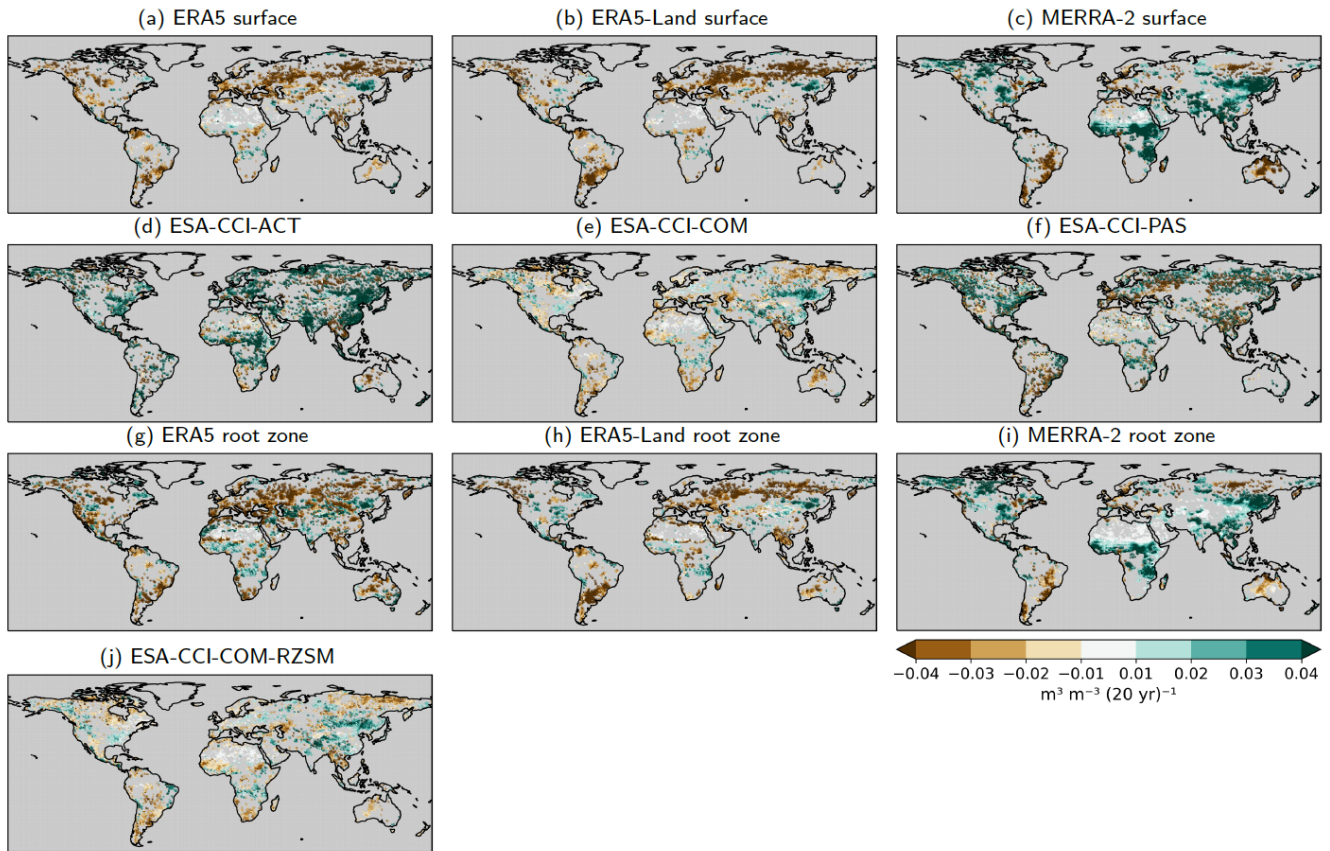 (a) ERA5 surface
(b) ERA5-Land surface
(c) MERRA-2 surface
(d) ESA-CCI-ACT
(e) ESA-CCI-COM
(f) ESA-CCI-PAS
(g) ERA5 root zone
(h) ERA5-Land root zone
(i) MERRA-2 root zone
(j) ESA-CCI-COM-RZSM
−0.04 −0.03 −0.02 −0.01 0.01 0.02 0.03 0.04
m³ m⁻³ (20 yr)⁻¹